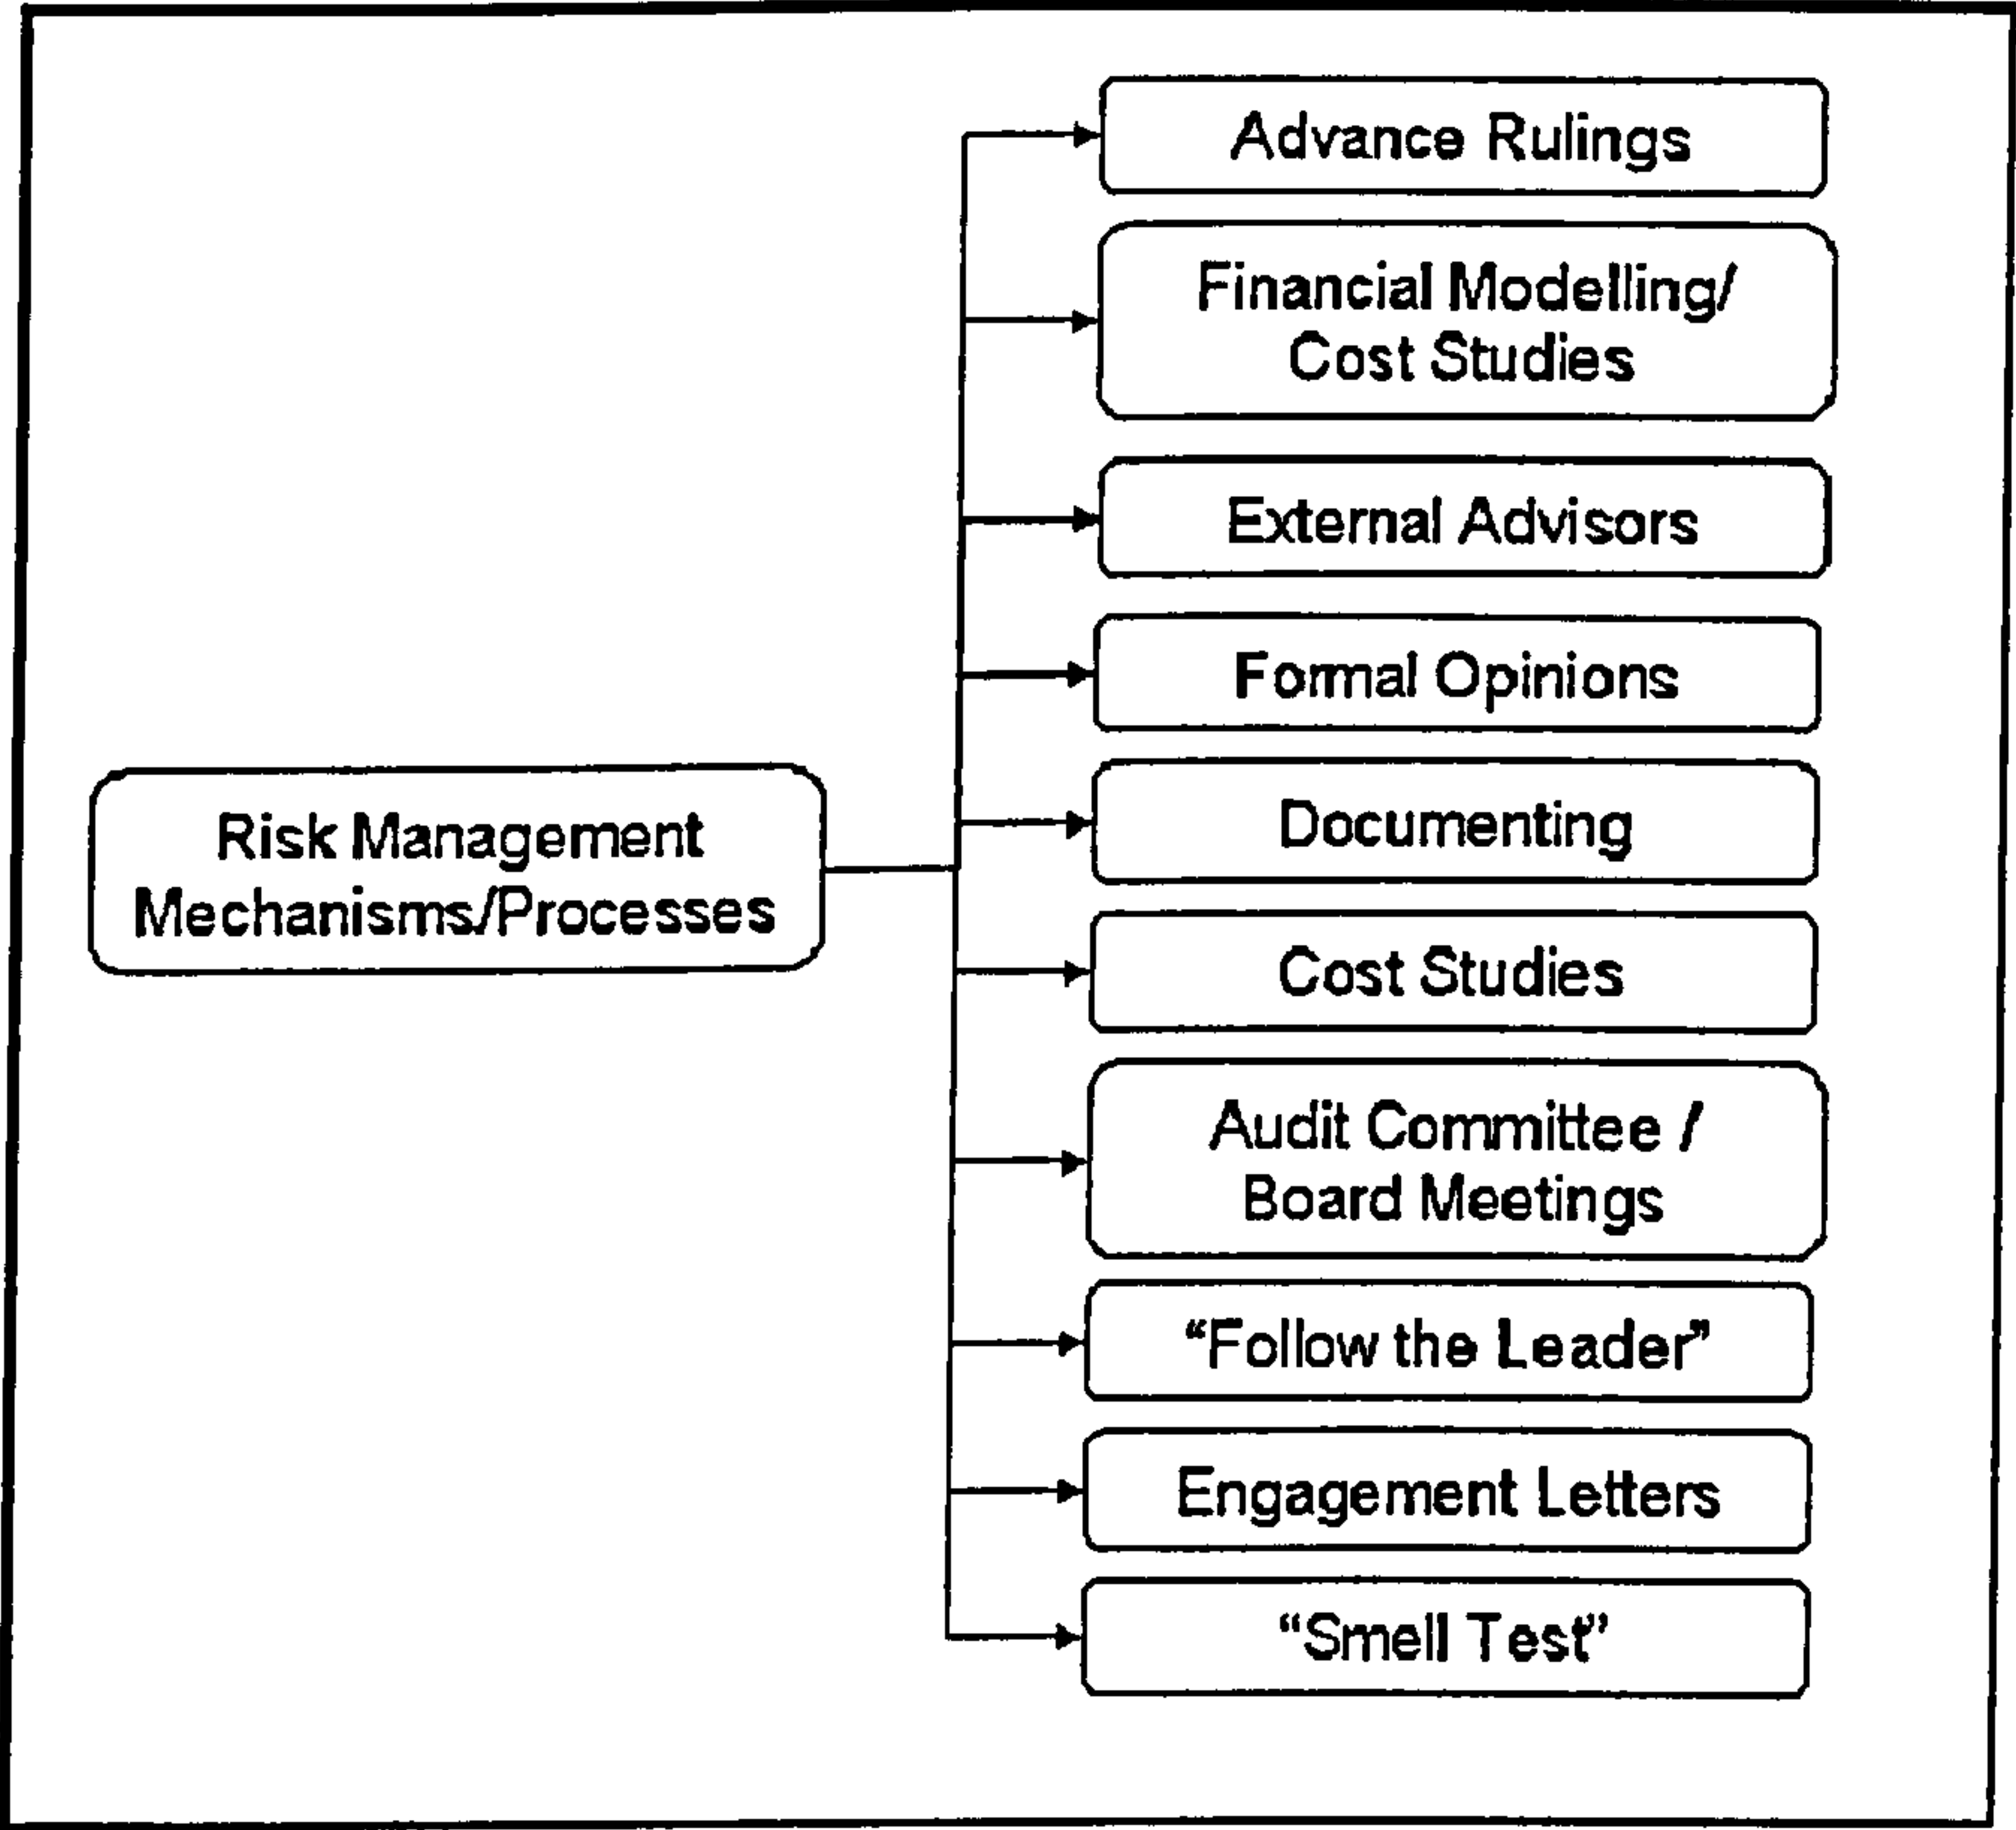 Advance Rulings
Financial Modelling/
Cost Studies
External Advisors
Formal Opinions
Documenting
Risk Management
Mechanisms/Processes
Cost Studies
Audit Committee /
Board Meetings
“Follow the Leader”
Engagement Letters
“Smell Test”